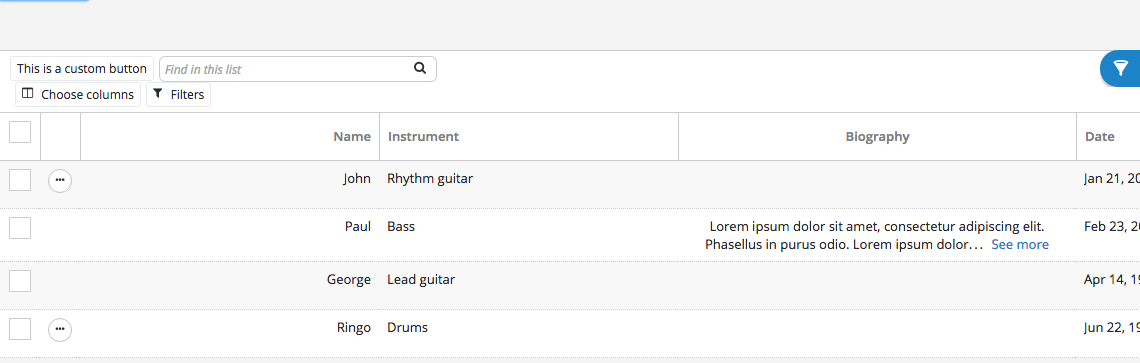 This is a custom button Find in this list
Choose columns Filters
Name Instrument Biography Date
John Rhythm guitar Jan 21, 20
Paul Bass Lorem ipsum dolor sit amet, consectetur adipiscing elit. Feb 23, 20
Phasellus in purus odio. Lorem ipsum dolor... See more
George Lead guitar Apr 14, 19
Ringo Drums Jun 22, 19